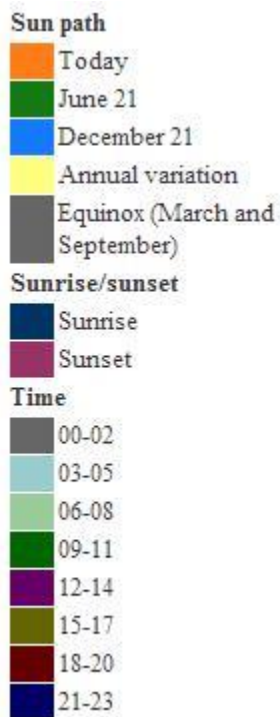 Sun path
Today
June 21
December 21
Annual variation
Equinox (March and
September)
Sunrise/sunset
Sunrise
Sunset
Time
00-02
03-05
06-08
09-11
12-14
15-17
18-20
21-23